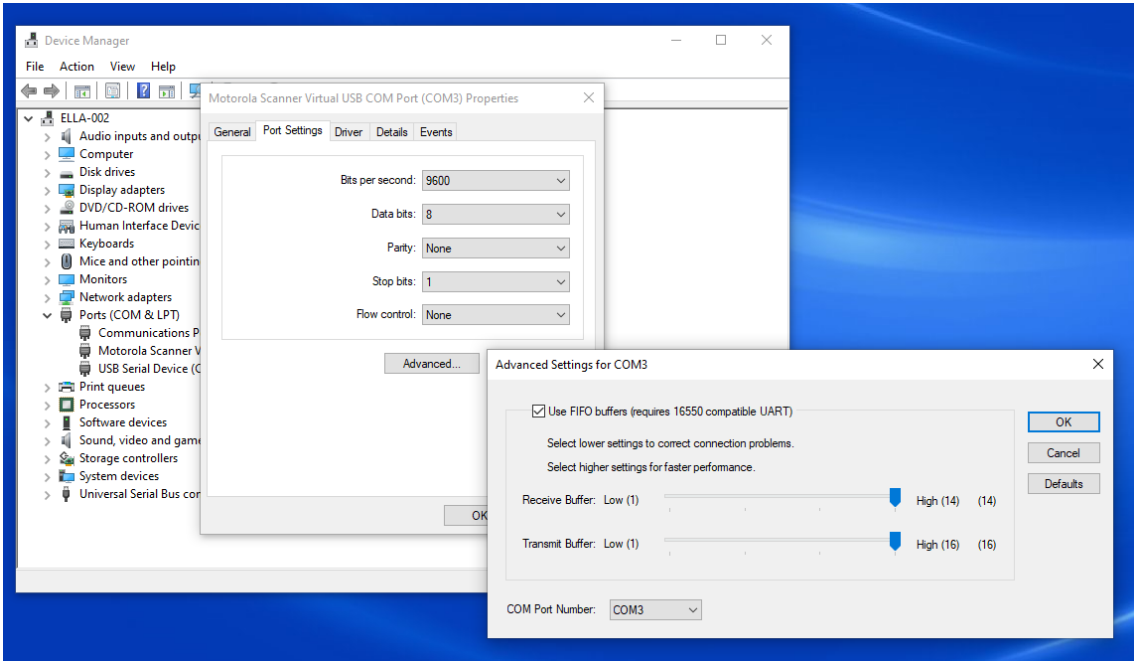 Device Manager
File Action View Help
ELLA-002
Audio inputs and outpu
Computer
Disk drives
Display adapters
DVD/CD-ROM drives
Human Interface Devic
Keyboards
Mice and other pointin
Monitors
Network adapters
Ports (COM & LPT)
Communications P
Motorola Scanner V
USB Serial Device (C
Print queues
Processors
Software devices
Sound, video and game
Storage controllers
System devices
Universal Serial Bus cor
Motorola Scanner Virtual USB COM Port (COM3) Properties
General Port Settings Driver Details Events
Bits per second: 9600
Data bits: 8
Parity: None
Stop bits: 1
Flow control: None
Advanced...
OK
Advanced Settings for COM3
Use FIFO buffers (requires 16550 compatible UART)
Select lower settings to correct connection problems.
Select higher settings for faster performance.
Receive Buffer: Low (1) High (14) (14)
Transmit Buffer: Low (1) High (16) (16)
COM Port Number: COM3
OK
Cancel
Defaults